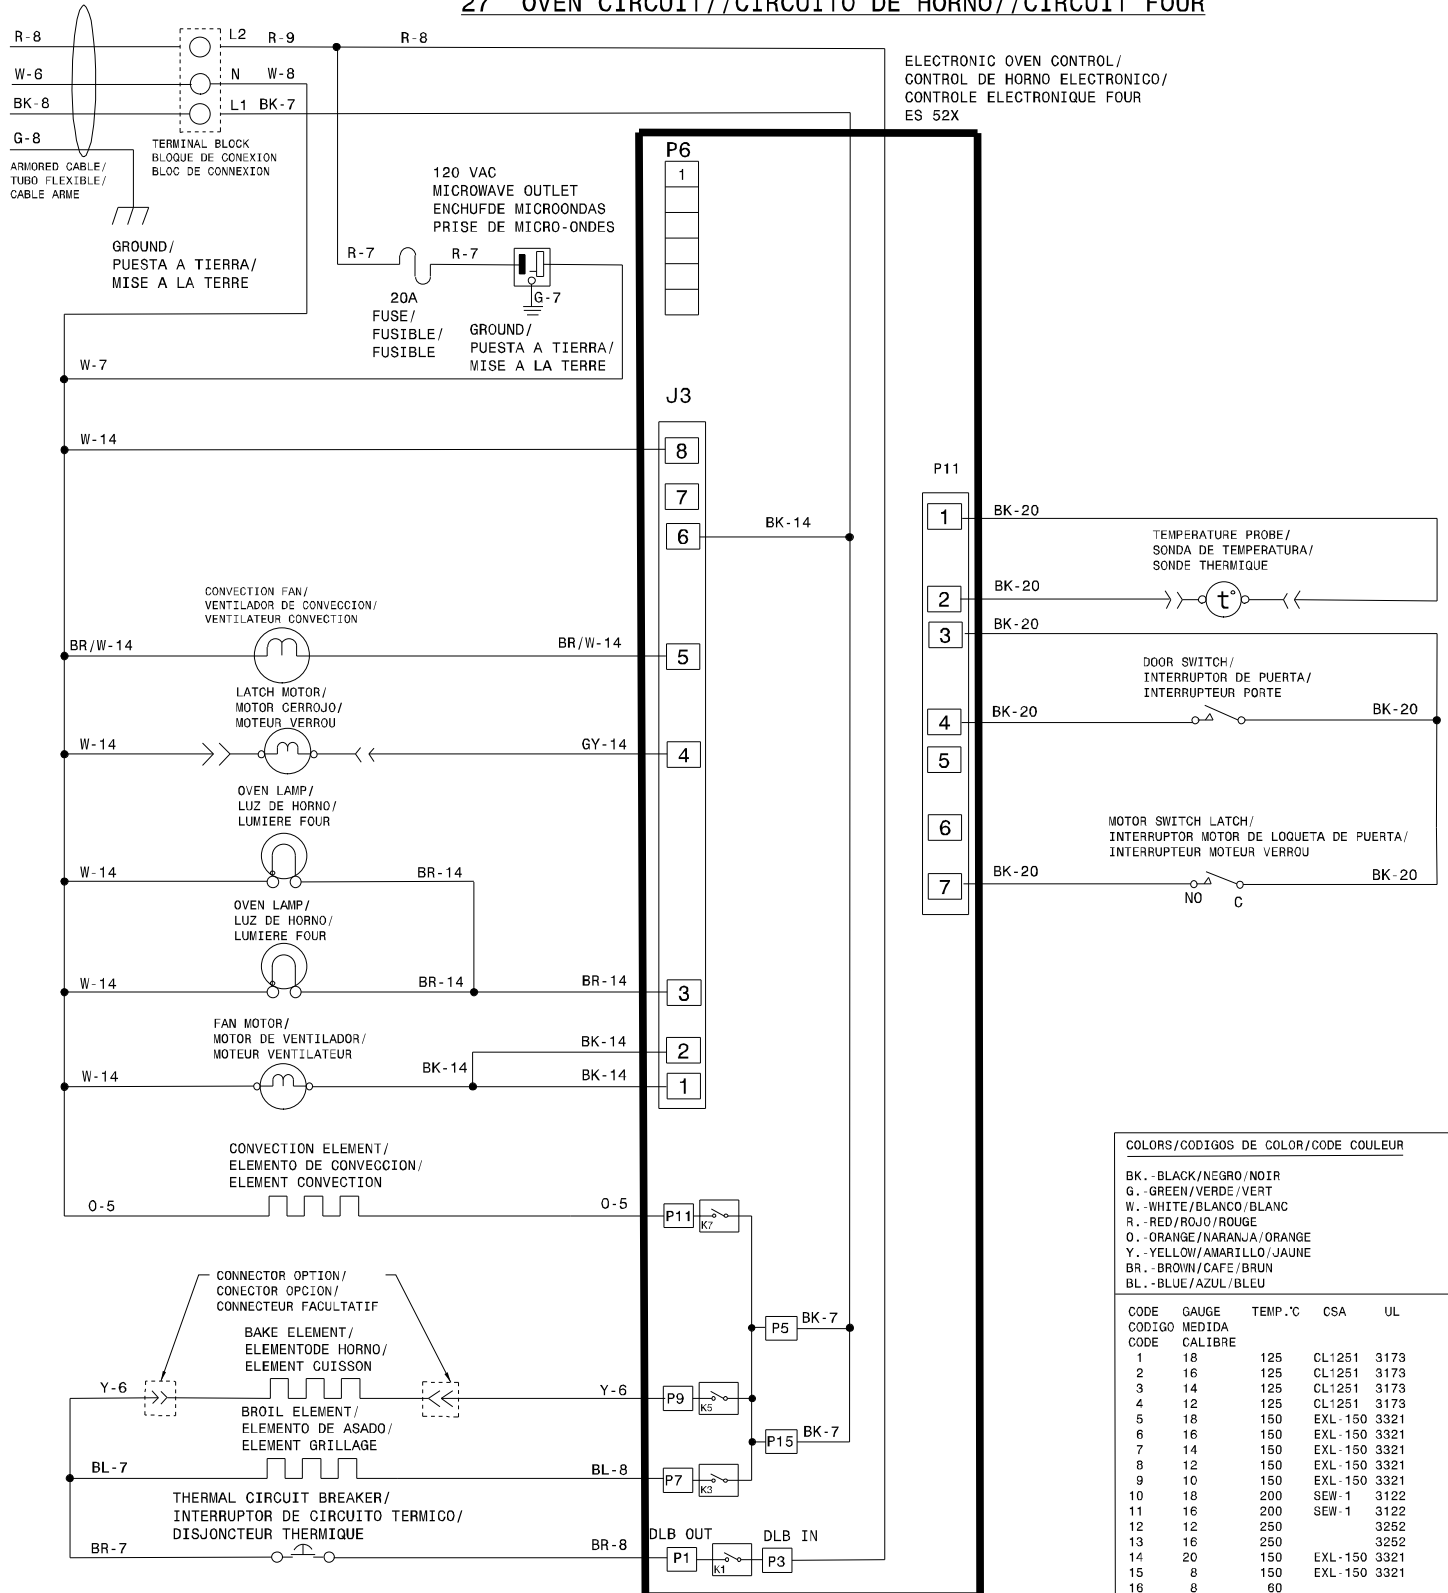 27" OVEN CIRCUIT//CIRCUITO DE HORNO//CIRCUIT FOUR
R-8
L2 R-9
R-8
W-6
N W-8
BK-8
L1 BK-7
G-8
ARMORED CABLE/
TUBO FLEXIBLE/
CABLE ARME
TERMINAL BLOCK
BLOQUE DE CONEXION
BLOC DE CONNEXION
GROUND/
PUESTA A TIERRA/
MISE A LA TERRE
ELECTRONIC OVEN CONTROL/
CONTROL DE HORNO ELECTRONICO/
CONTROLE ELECTRONIQUE FOUR
ES 52X
120 VAC
MICROWAVE OUTLET
ENCHUFDE MICROONDAS
PRISE DE MICRO-ONDES
R-7
R-7
G-7
20A
FUSE/
FUSIBLE/
FUSIBLE
GROUND/
PUESTA A TIERRA/
MISE A LA TERRE
P6
1
W-7
J3
W-14
8
7
6
BK-14
CONVECTION FAN/
VENTILADOR DE CONVECCION/
VENTILATEUR CONVECTION
BR/W-14
BR/W-14
5
LATCH MOTOR/
MOTOR CERROJO/
MOTEUR VERROU
W-14
GY-14
4
OVEN LAMP/
LUZ DE HORNO/
LUMIERE FOUR
W-14
BR-14
OVEN LAMP/
LUZ DE HORNO/
LUMIERE FOUR
W-14
BR-14
BR-14
3
FAN MOTOR/
MOTOR DE VENTILADOR/
MOTEUR VENTILATEUR
BK-14
2
W-14
BK-14
BK-14
1
CONVECTION ELEMENT/
ELEMENTO DE CONVECCION/
ELEMENT CONVECTION
O-5
O-5
P11
K7
CONNECTOR OPTION/
CONECTOR OPCION/
CONNECTEUR FACULTATIF
P5
BK-7
BAKE ELEMENT/
ELEMENTODE HORNO/
ELEMENT CUISSON
Y-6
Y-6
P9
K5
BROIL ELEMENT/
ELEMENTO DE ASADO/
ELEMENT GRILLAGE
P15
BK-7
BL-7
BL-8
P7
K3
THERMAL CIRCUIT BREAKER/
INTERRUPTOR DE CIRCUITO TERMICO/
DISJONCTEUR THERMIQUE
BR-7
BR-8
DLB OUT
DLB IN
P1
K1
P3
P11
1
BK-20
TEMPERATURE PROBE/
SONDA DE TEMPERATURA/
SONDE THERMIQUE
2
BK-20
t°
3
BK-20
DOOR SWITCH/
INTERRUPTOR DE PUERTA/
INTERRUPTEUR PORTE
4
BK-20
BK-20
5
6
MOTOR SWITCH LATCH/
INTERRUPTOR MOTOR DE LOQUETA DE PUERTA/
INTERRUPTEUR MOTEUR VERROU
7
BK-20
BK-20
NO
C
COLORS/CODIGOS DE COLOR/CODE COULEUR
BK.-BLACK/NEGRO/NOIR
G.-GREEN/VERDE/VERT
W.-WHITE/BLANCO/BLANC
R.-RED/ROJO/ROUGE
O.-ORANGE/NARANJA/ORANGE
Y.-YELLOW/AMARILLO/JAUNE
BR.-BROWN/CAFE/BRUN
BL.-BLUE/AZUL/BLEU
CODE GAUGE TEMP.°C CSA UL
CODIGO MEDIDA
CODE CALIBRE
1 18 125 CL1251 3173
2 16 125 CL1251 3173
3 14 125 CL1251 3173
4 12 125 CL1251 3173
5 18 150 EXL-150 3321
6 16 150 EXL-150 3321
7 14 150 EXL-150 3321
8 12 150 EXL-150 3321
9 10 150 EXL-150 3321
10 18 200 SEW-1 3122
11 16 200 SEW-1 3122
12 12 250 3252
13 16 250 3252
14 20 150 EXL-150 3321
15 8 150 EXL-150 3321
16 8 60